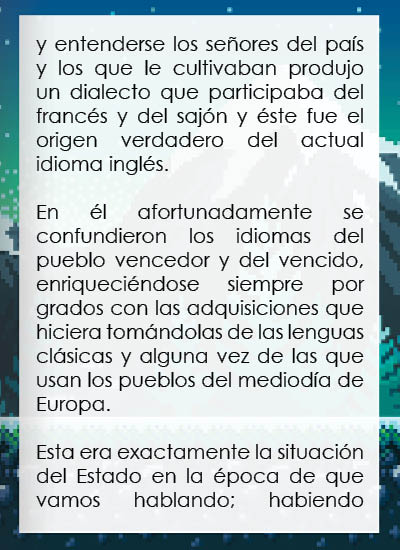 y entenderse los señores del país
y los que le cultivaban produjo
un dialecto que participaba del
francés y del sajón y éste fue el
origen verdadero del actual
idioma inglés.
En él afortunadamente se
confundieron los idiomas del
pueblo vencedor y del vencido,
enriqueciéndose siempre por
grados con las adquisiciones que
hiciera tomándolas de las lenguas
clásicas y alguna vez de las que
usan los pueblos del mediodía de
Europa.
Esta era exactamente la situación
del Estado en la época de que
vamos hablando; habiendo